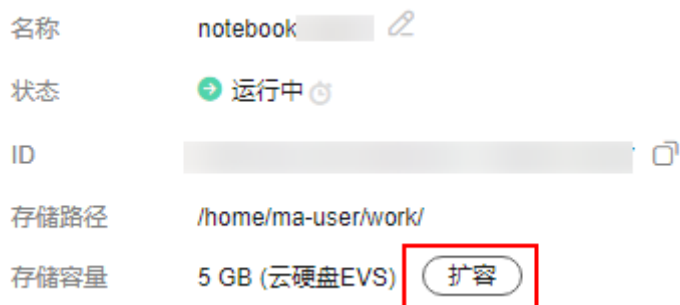 名称 notebook
状态 运行中
ID
存储路径 /home/ma-user/work/
存储容量 5 GB (云硬盘EVS) 扩容